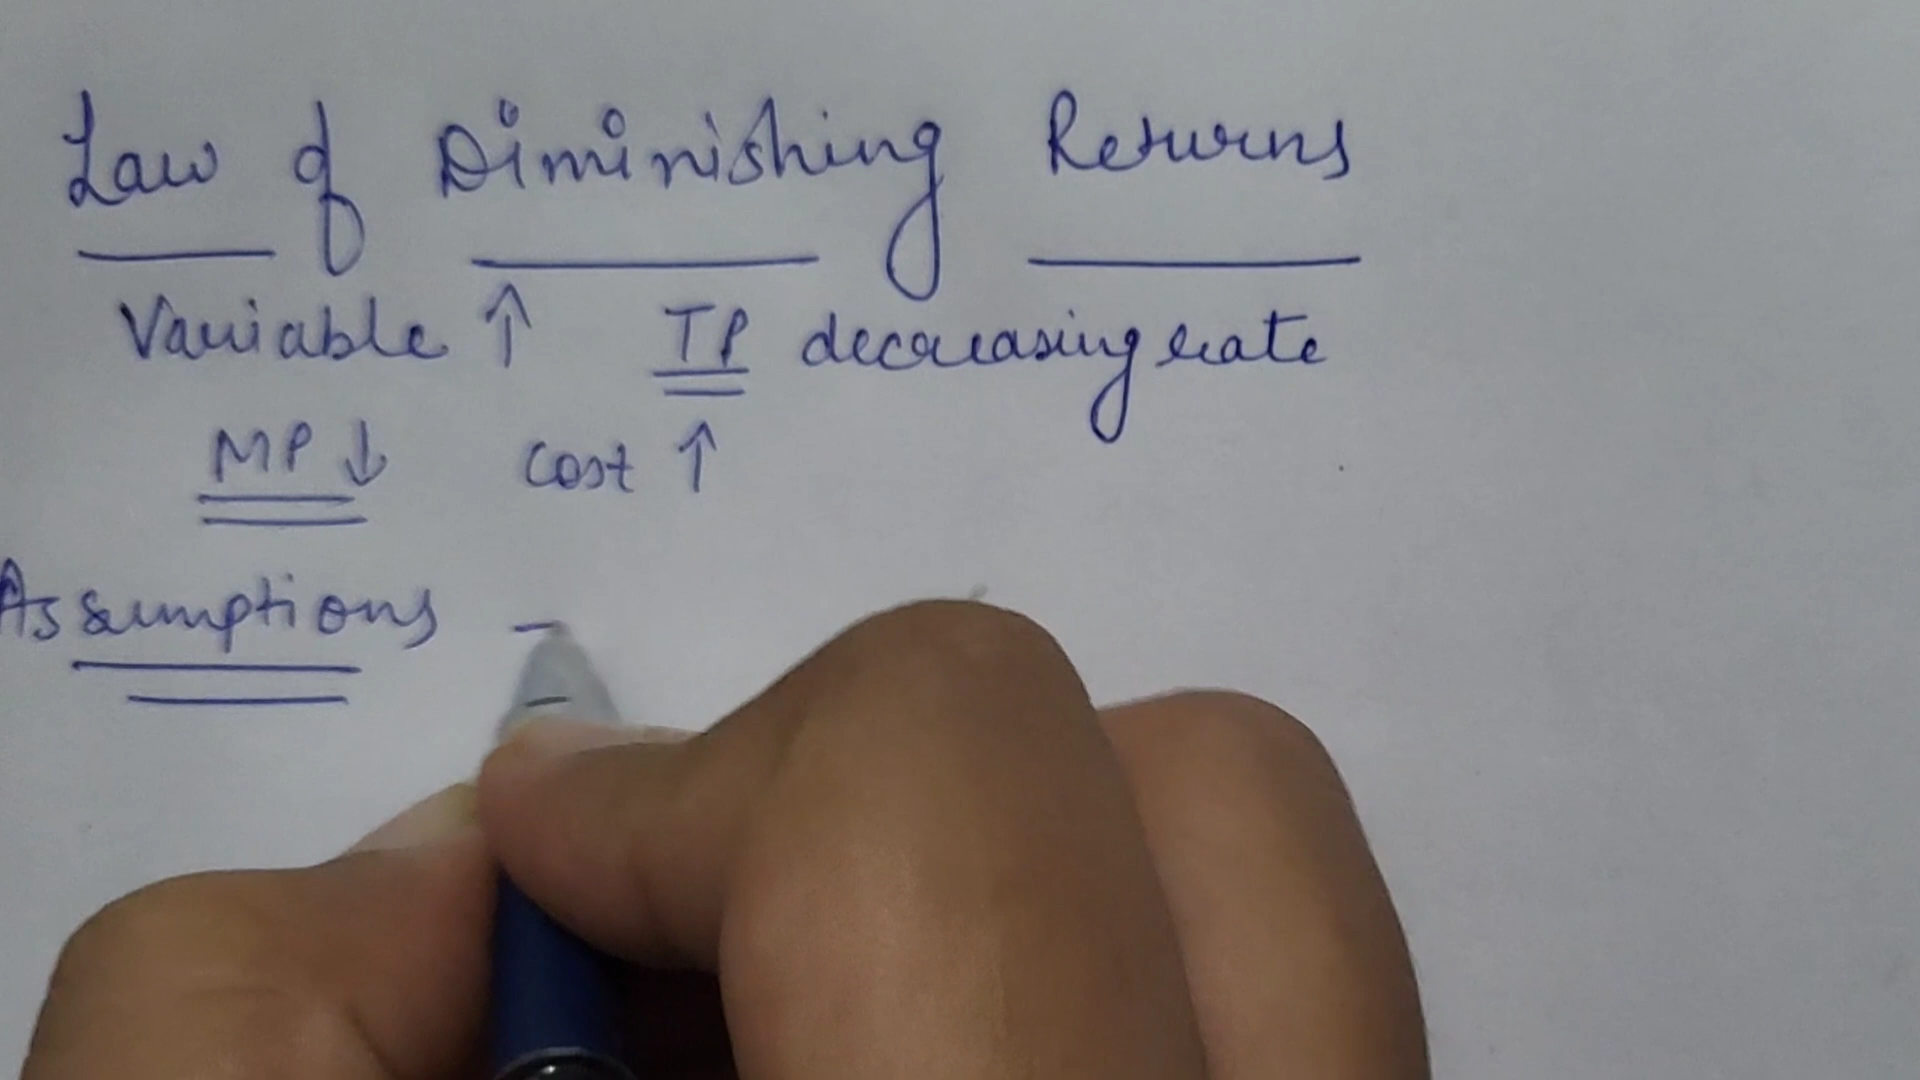 Law of Diminishing Returns
Variable ↑ TP decreasing rate
MP ↓ Cost ↑
Assumptions -
-